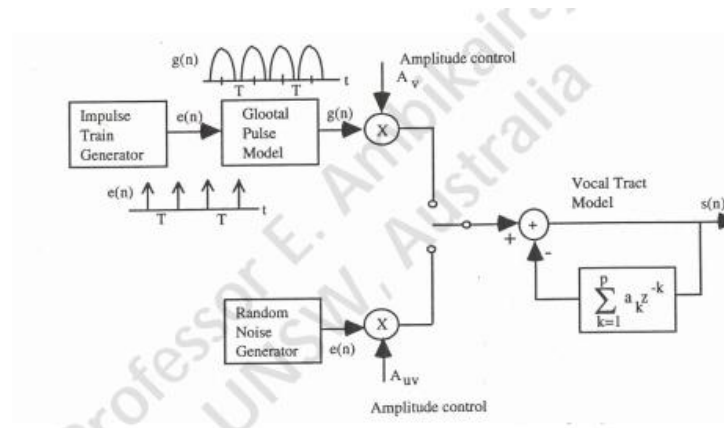 g(n)
T T t
Amplitude control
A v
Impulse
Train
Generator
e(n)
Glootal
Pulse
Model
g(n)
X
e(n)
T T t
Vocal Tract
Model
s(n)
+
+
-
p
∑ a k z -k
k=1
Random
Noise
Generator
e(n)
X
A uv
Amplitude control
Professor E. Ambikairaj
UNSW, Australia